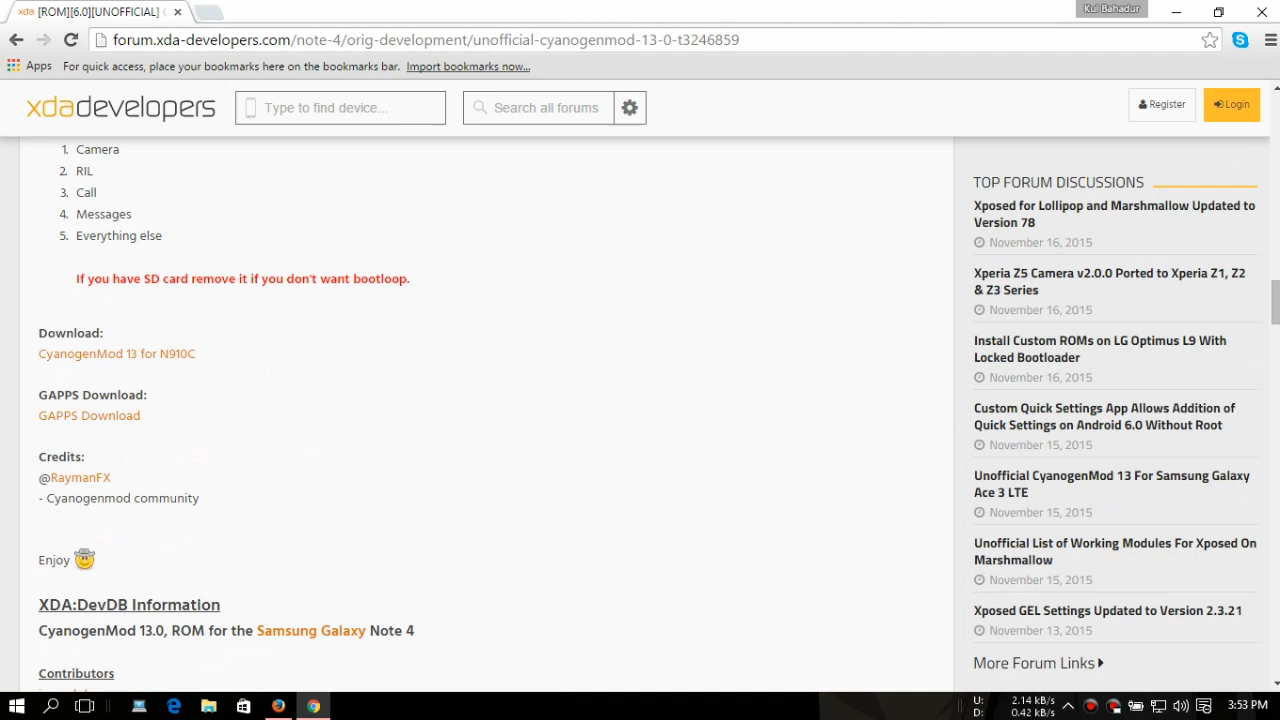 xda [ROM][6.0][UNOFFICIAL]
Kul Bahadur
forum.xda-developers.com/note-4/orig-development/unofficial-cyanogenmod-13-0-t3246859
Apps For quick access, place your bookmarks here on the bookmarks bar. Import bookmarks now...
xdadevelopers
Type to find device...
Search all forums
Register
Login
1. Camera
2. RIL
3. Call
4. Messages
5. Everything else
If you have SD card remove it if you don't want bootloop.
Download:
CyanogenMod 13 for N910C
GAPPS Download:
GAPPS Download
Credits:
@RaymanFX
- Cyanogenmod community
Enjoy
XDA:DevDB Information
CyanogenMod 13.0, ROM for the Samsung Galaxy Note 4
Contributors
TOP FORUM DISCUSSIONS
Xposed for Lollipop and Marshmallow Updated to
Version 78
November 16, 2015
Xperia Z5 Camera v2.0.0 Ported to Xperia Z1, Z2
& Z3 Series
November 16, 2015
Install Custom ROMs on LG Optimus L9 With
Locked Bootloader
November 16, 2015
Custom Quick Settings App Allows Addition of
Quick Settings on Android 6.0 Without Root
November 15, 2015
Unofficial CyanogenMod 13 For Samsung Galaxy
Ace 3 LTE
November 15, 2015
Unofficial List of Working Modules For Xposed On
Marshmallow
November 15, 2015
Xposed GEL Settings Updated to Version 2.3.21
November 13, 2015
More Forum Links
U: 2.14 kB/s
D: 0.42 kB/s
3:53 PM